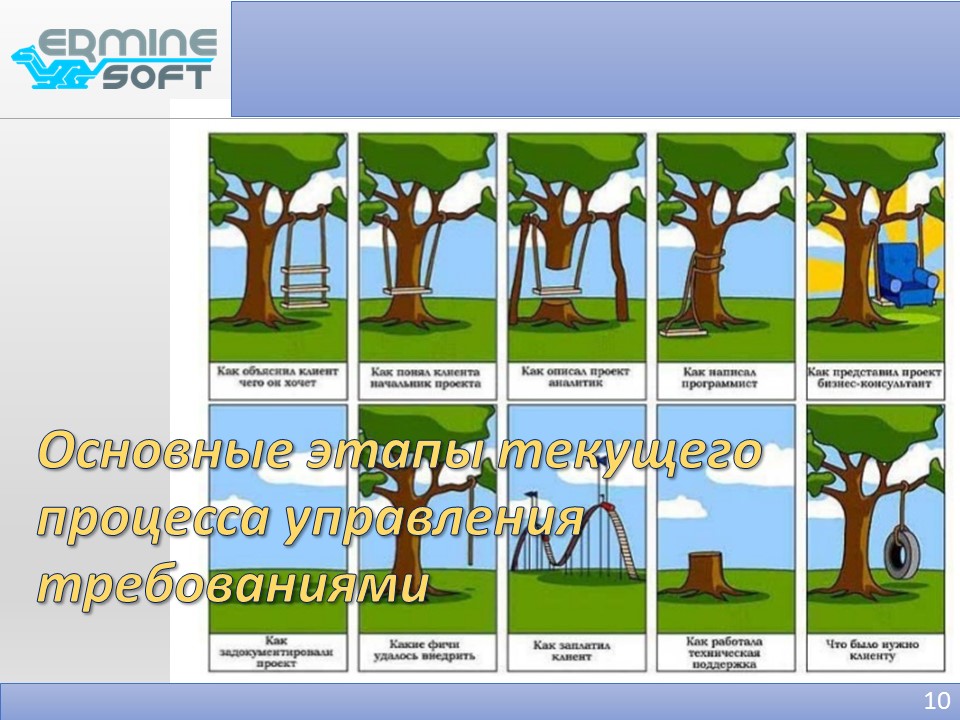 ERMINE
SOFT
Как объяснил клиент
чего он хочет
Как понял клиента
начальник проекта
Как описал проект
аналитик
Как написал
программист
Как представил проект
бизнес-консультант
Основные этапы текущего
процесса управления
требованиями
Как
задокументировали
проект
Какие фичи
удалось внедрить
Как заплатил
клиент
Как работала
техническая
поддержка
Что было нужно
клиенту
10